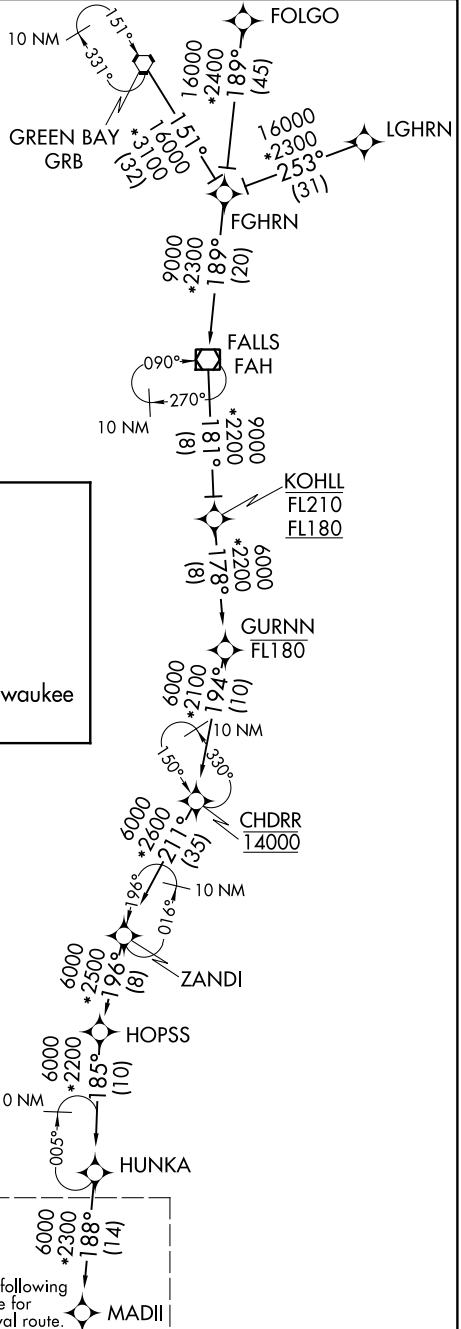 FOLGO
10 NM
151°
331°
GREEN BAY
GRB
151°
16000
*3100
(32)
16000
*2400
189°
(45)
LGHRN
16000
*2300
253°
(31)
FGHRN
9000
*2300
189°
(20)
FALLS
FAH
090°
270°
10 NM
9000
*2200
181°
(8)
KOHLL
FL210
FL180
6000
*2200
178°
(8)
GURNN
FL180
waukee
6000
*2100
194°
(10)
10 NM
150°
330°
CHDRR
14000
6000
*2600
211°
(35)
10 NM
196°
016°
ZANDI
6000
*2500
196°
(8)
HOPSS
6000
*2200
185°
(10)
0 NM
005°
HUNKA
6000
*2300
188°
(14)
following
e for
val route.
MADII